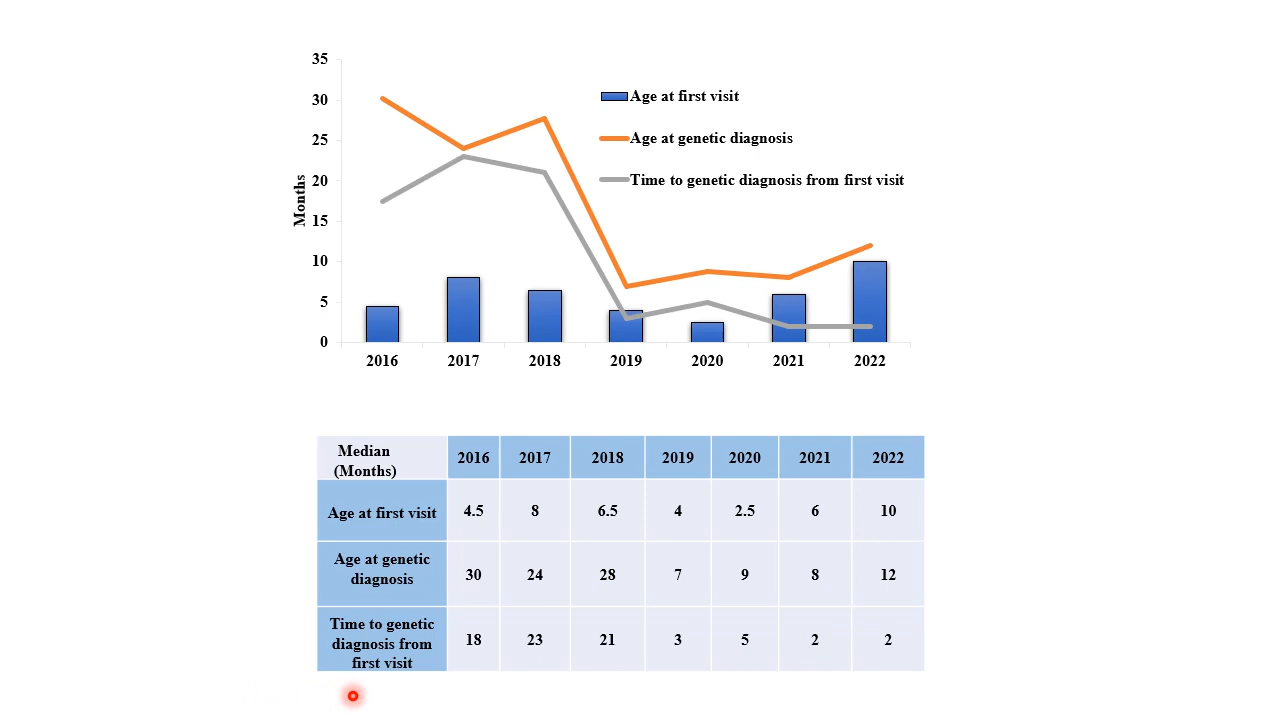 35
30
25
20
15
10
5
0
Months
Age at first visit
Age at genetic diagnosis
Time to genetic diagnosis from first visit
2016 2017 2018 2019 2020 2021 2022
Median
(Months)
2016 2017 2018 2019 2020 2021 2022
Age at first visit 4.5 8 6.5 4 2.5 6 10
Age at genetic
diagnosis
30 24 28 7 9 8 12
Time to genetic
diagnosis from
first visit
18 23 21 3 5 2 2